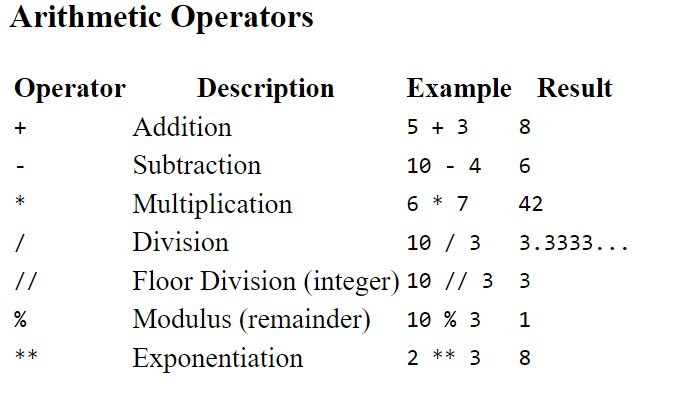 Arithmetic Operators
Operator Description Example Result
+ Addition 5 + 3 8
- Subtraction 10 - 4 6
* Multiplication 6 * 7 42
/ Division 10 / 3 3.3333...
// Floor Division (integer) 10 // 3 3
% Modulus (remainder) 10 % 3 1
** Exponentiation 2 ** 3 8